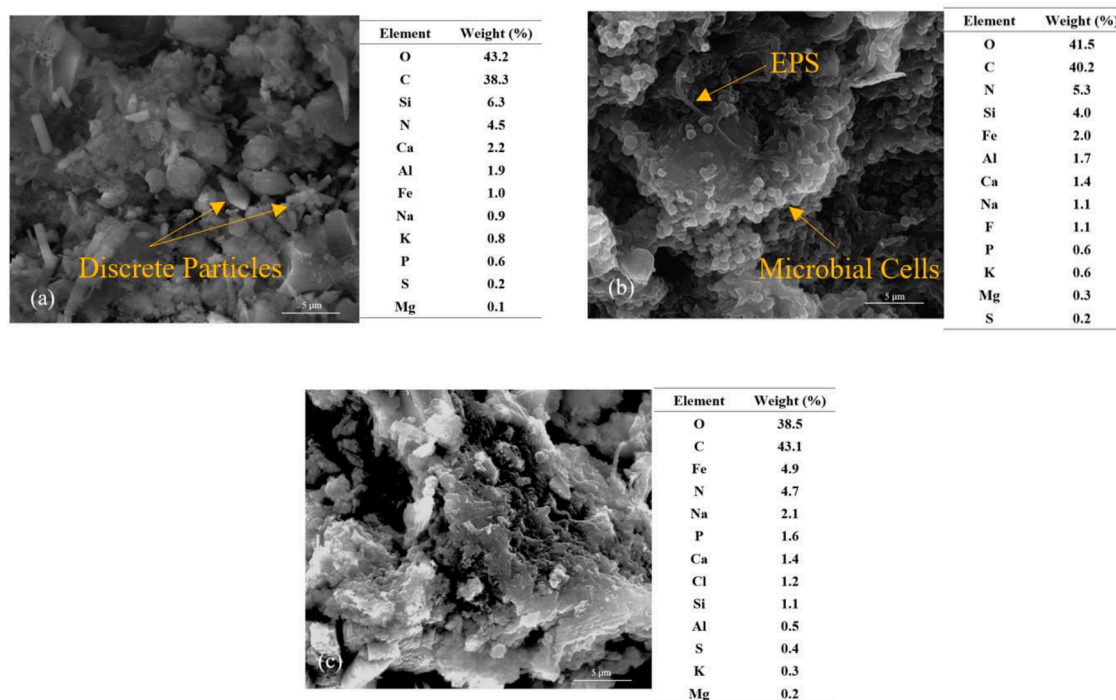 Element Weight (%)
O 43.2
C 38.3
Si 6.3
N 4.5
Ca 2.2
Al 1.9
Fe 1.0
Na 0.9
K 0.8
P 0.6
S 0.2
Mg 0.1
Discrete Particles
(a)
5 μm
Element Weight (%)
O 41.5
C 40.2
N 5.3
Si 4.0
Fe 2.0
Al 1.7
Ca 1.4
Na 1.1
F 1.1
P 0.6
K 0.6
Mg 0.3
S 0.2
EPS
Microbial Cells
(b)
5 μm
Element Weight (%)
O 38.5
C 43.1
Fe 4.9
N 4.7
Na 2.1
P 1.6
Ca 1.4
Cl 1.2
Si 1.1
Al 0.5
S 0.4
K 0.3
Mg 0.2
(c)
5 μm